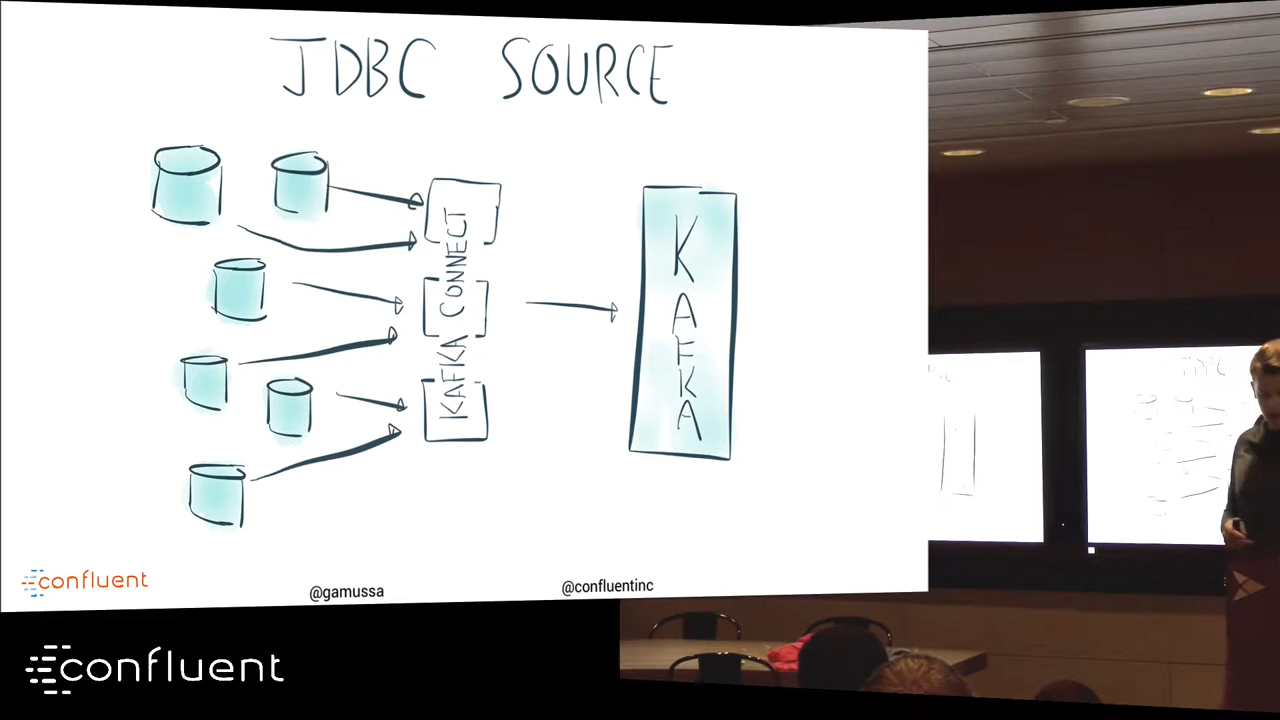 JDBC SOURCE
KAFKA CONNECT
KAFKA
confluent
@gamussa
@confluentinc
confluent